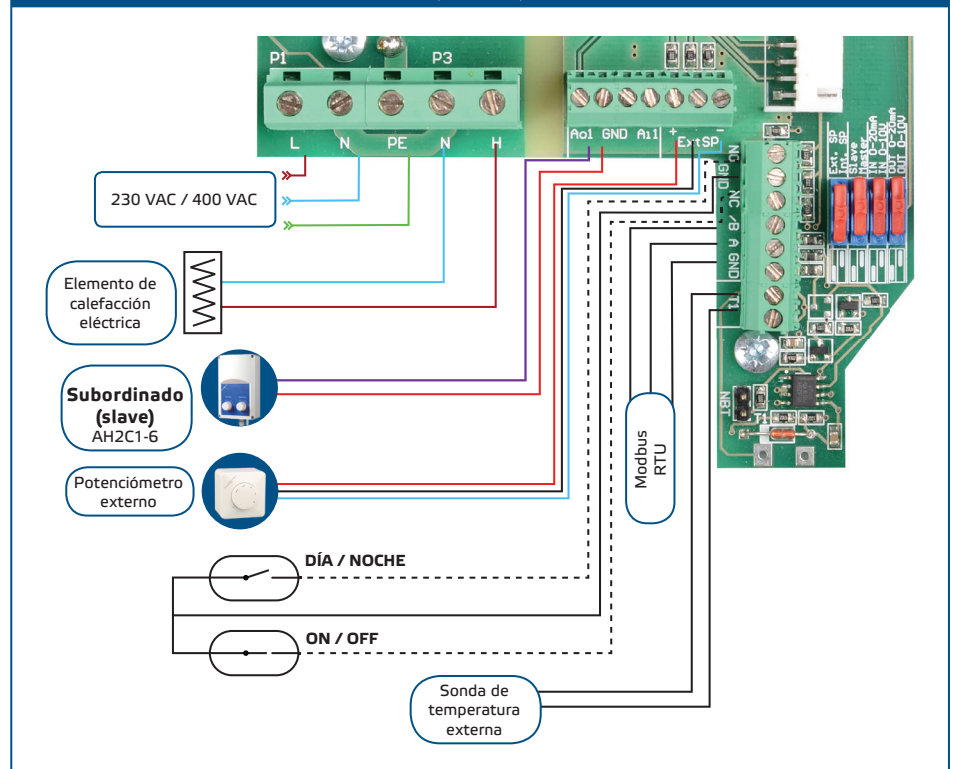 P1
P3
L
N
PE
N
H
Ao1 GND Ai1
+
ExtSP
-
Ext. SP
Int. SP
Slave
Master
IN 0-20mA
IN 0-10V
OUT 0-20mA
OUT 0-10V
GND
NC
/B
A
GND
T1
NBT
T1
230 VAC / 400 VAC
Elemento de
calefacción
eléctrica
Subordinado
(slave)
AH2C1-6
Potenciómetro
externo
Modbus
RTU
DÍA / NOCHE
ON / OFF
Sonda de
temperatura
externa